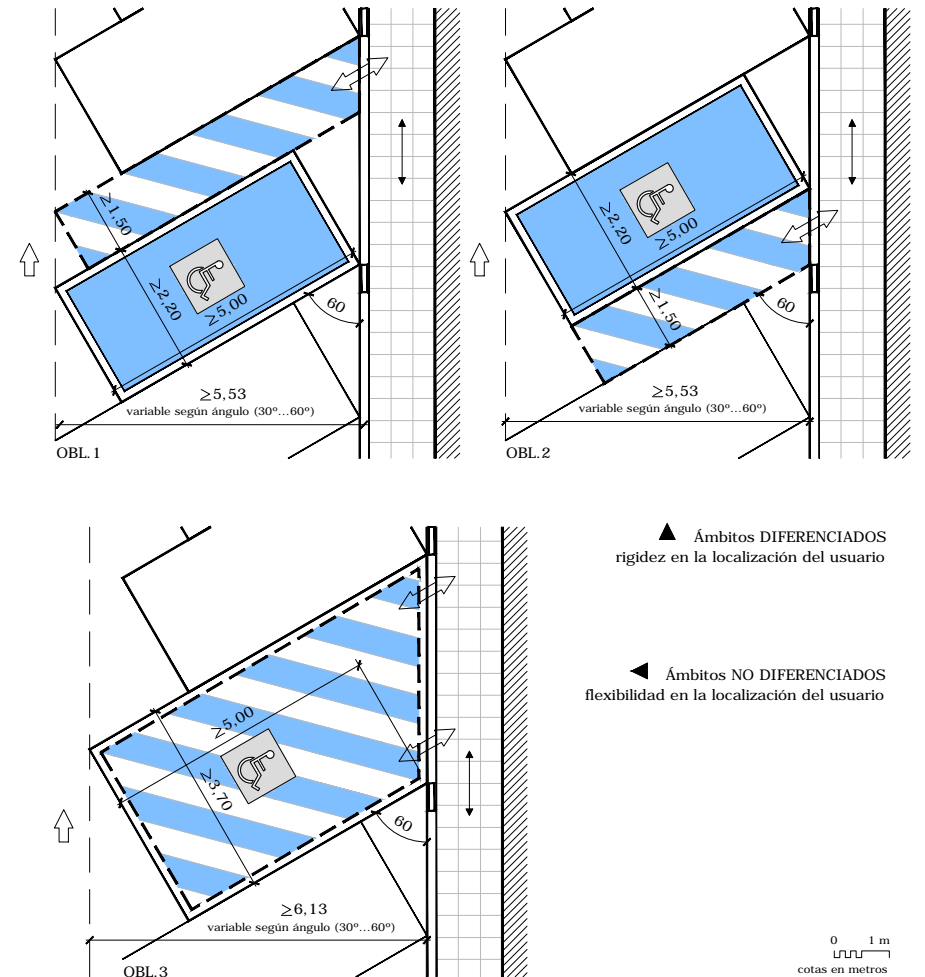 ≥1,50
≥2,20
≥5,00
60
≥5,53
variable según ángulo (30º...60º)
OBL.1
≥2,20
≥5,00
≥1,50
60
≥5,53
variable según ángulo (30º...60º)
OBL.2
Ámbitos DIFERENCIADOS
rigidez en la localización del usuario
Ámbitos NO DIFERENCIADOS
flexibilidad en la localización del usuario
≥5,00
≥3,70
60
≥6,13
variable según ángulo (30º...60º)
OBL.3
0 1 m
cotas en metros